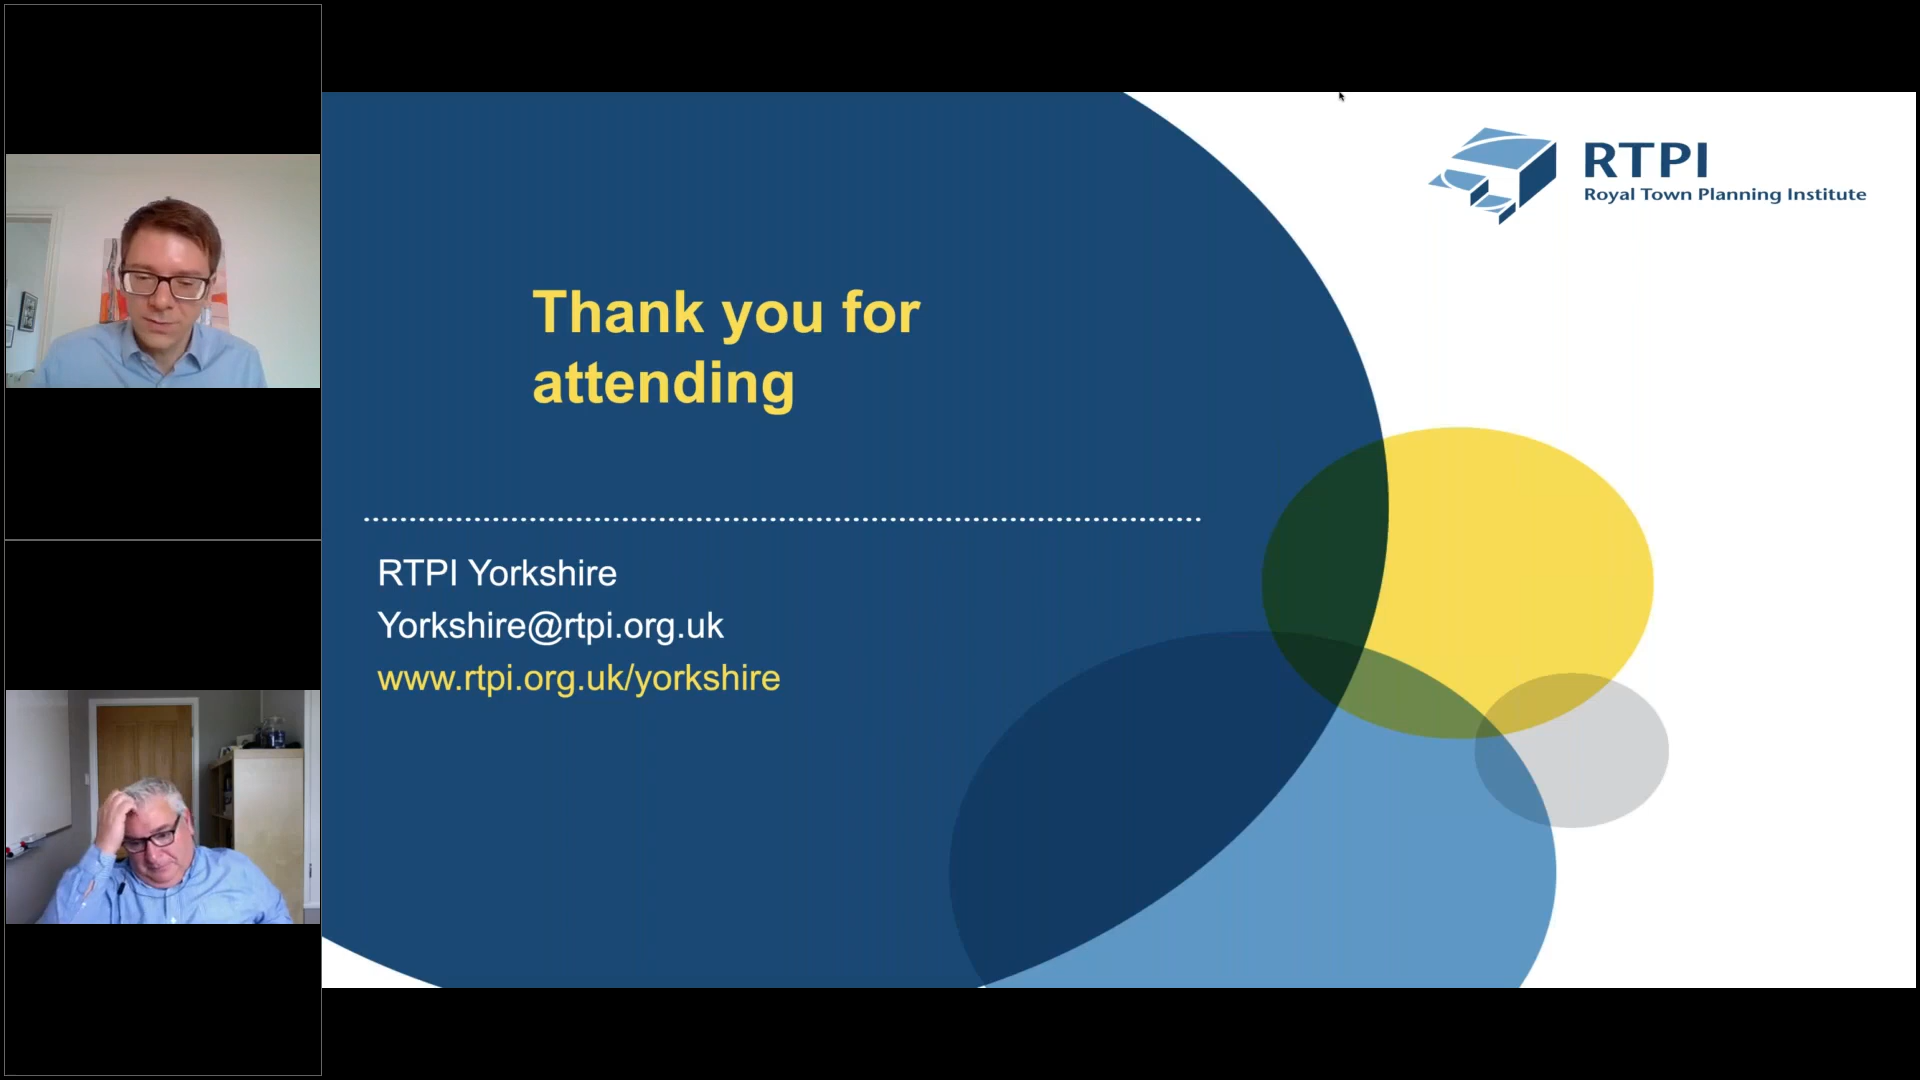 RTPI
Royal Town Planning Institute
Thank you for
attending
RTPI Yorkshire
Yorkshire@rtpi.org.uk
www.rtpi.org.uk/yorkshire